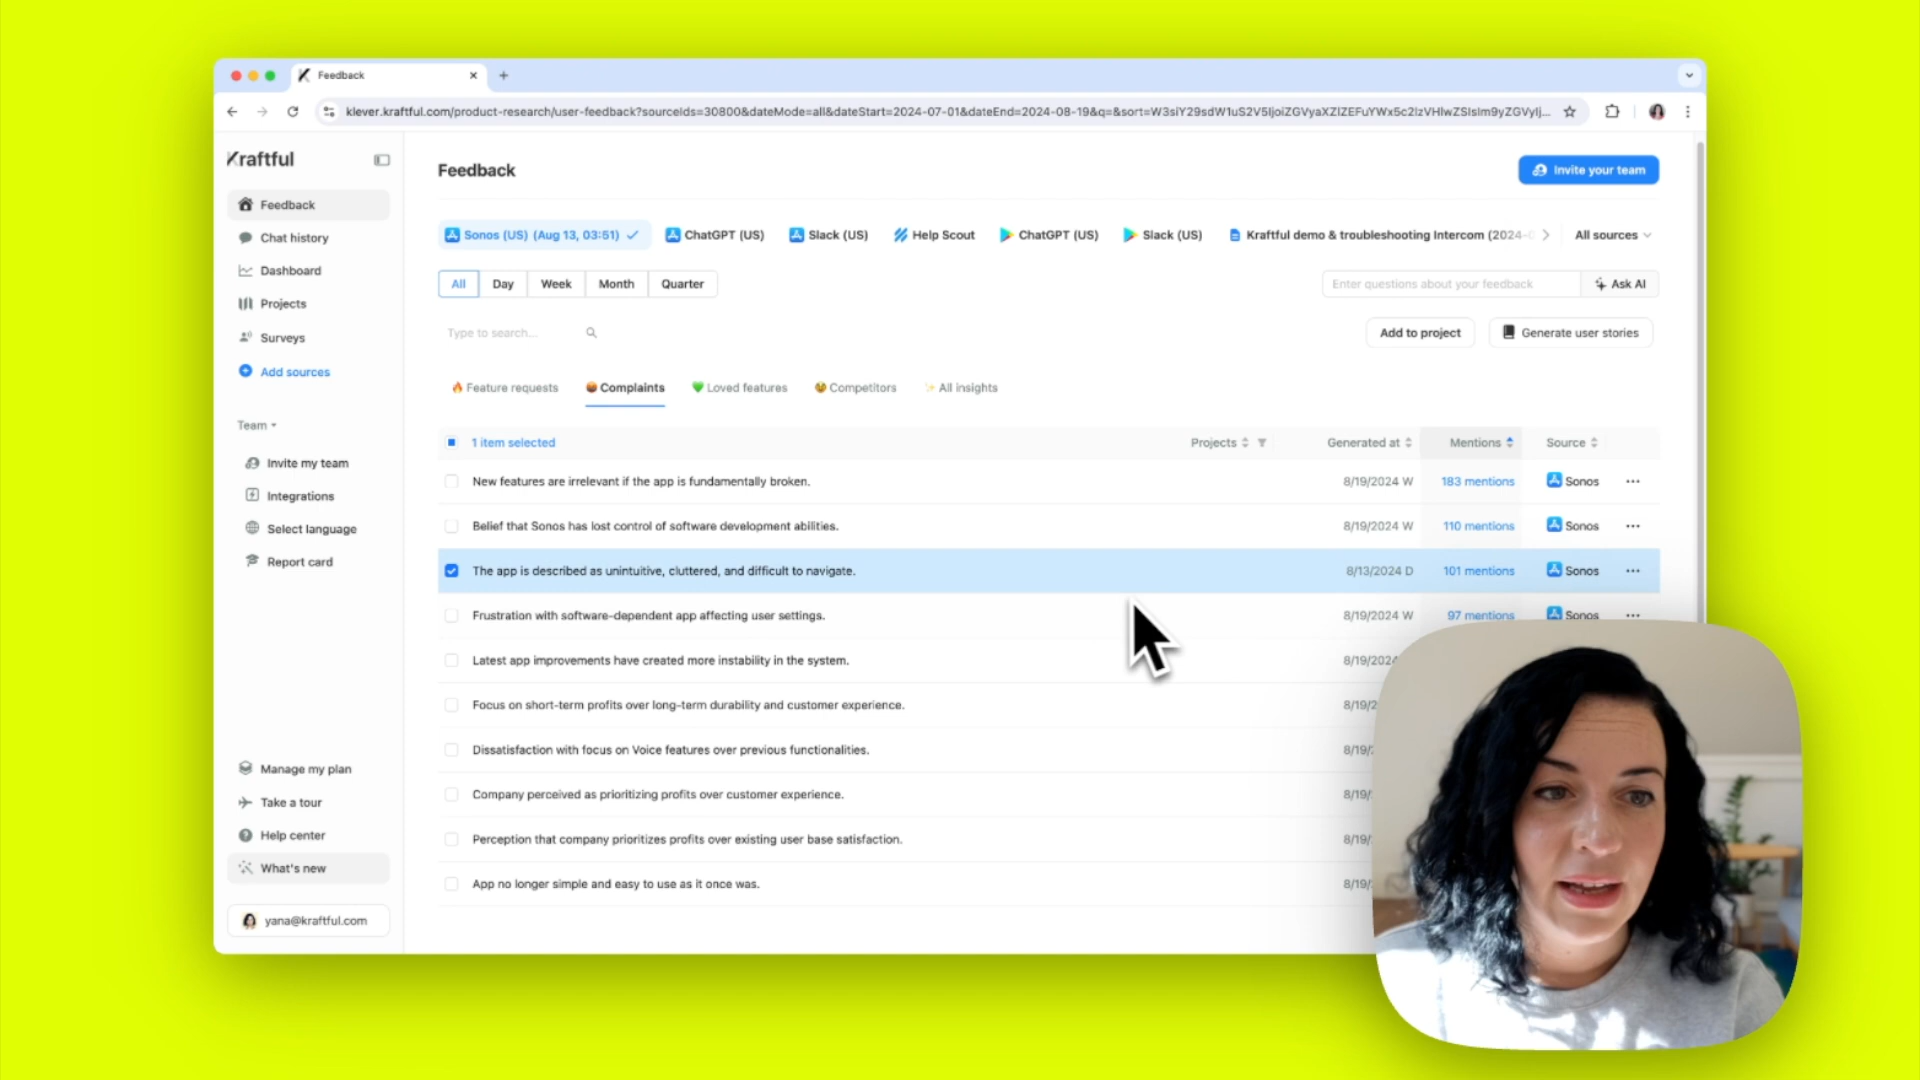 Feedback
klever.kraftful.com/product-research/user-feedback?sourceIds=30800&dateMode=all&dateStart=2024-07-01&dateEnd=2024-08-19&q=&sort=
Kraftful
Feedback
Chat history
Dashboard
Projects
Surveys
Add sources
Team
Invite my team
Integrations
Select language
Report card
Manage my plan
Take a tour
Help center
What's new
yana@kraftful.com
Feedback
Invite your team
Sonos (US) (Aug 13, 03:51) ChatGPT (US) Slack (US) Help Scout ChatGPT (US) Slack (US) Kraftful demo & troubleshooting Intercom (2024- All sources
All Day Week Month Quarter
Enter questions about your feedback Ask AI
Type to search...
Add to project Generate user stories
Feature requests Complaints Loved features Competitors All insights
1 item selected Projects Generated at Mentions Source
New features are irrelevant if the app is fundamentally broken. 8/19/2024 W 183 mentions Sonos
Belief that Sonos has lost control of software development abilities. 8/19/2024 W 110 mentions Sonos
The app is described as unintuitive, cluttered, and difficult to navigate. 8/13/2024 D 101 mentions Sonos
Frustration with software-dependent app affecting user settings. 8/19/2024 W 97 mentions Sonos
Latest app improvements have created more instability in the system. 8/19/2024
Focus on short-term profits over long-term durability and customer experience. 8/19/2
Dissatisfaction with focus on Voice features over previous functionalities. 8/19/
Company perceived as prioritizing profits over customer experience. 8/19/
Perception that company prioritizes profits over existing user base satisfaction. 8/19/
App no longer simple and easy to use as it once was. 8/19/